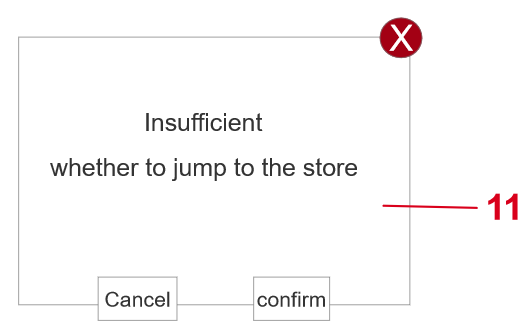 X
Insufficient
whether to jump to the store
11
Cancel
confirm